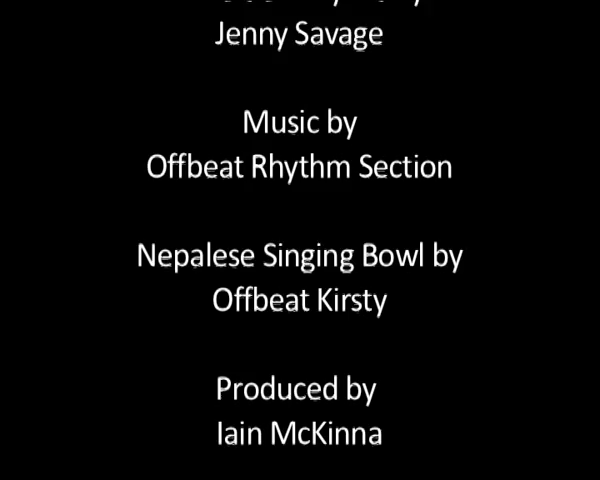 Jenny Savage
Music by
Offbeat Rhythm Section
Nepalese Singing Bowl by
Offbeat Kirsty
Produced by
Iain McKinna